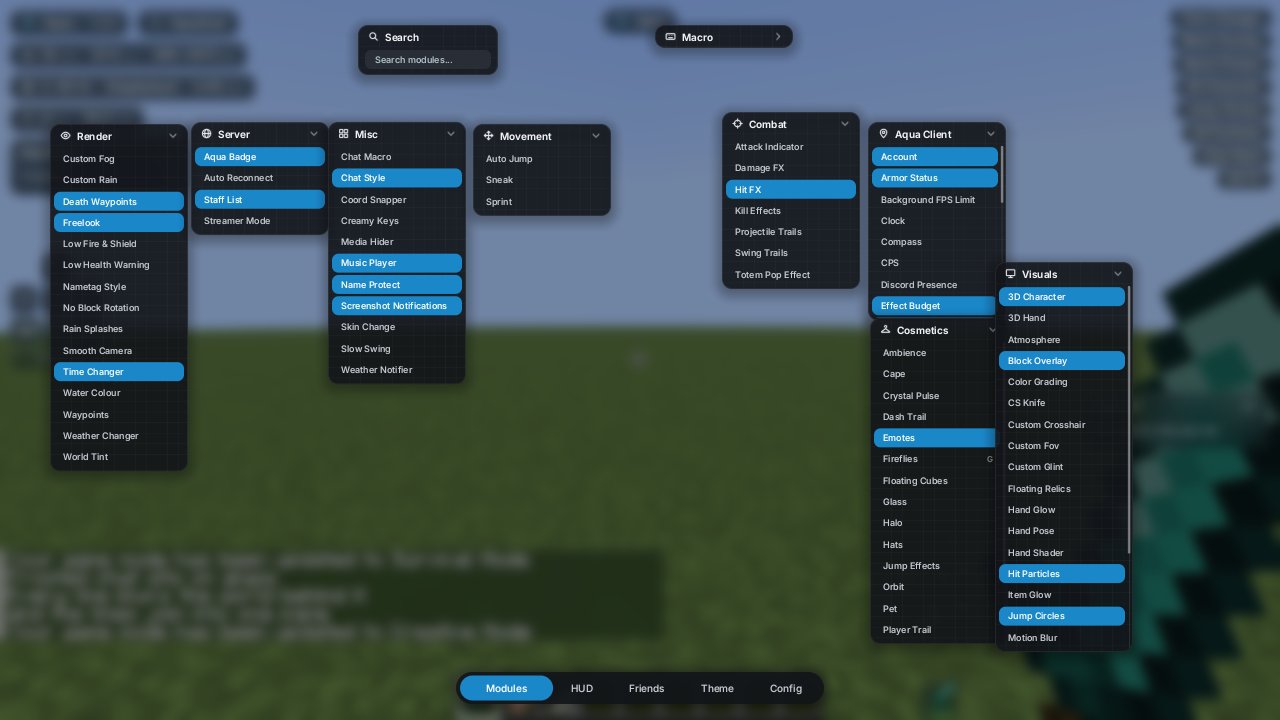 Search
Search modules...
Macro
Render
Custom Fog
Custom Rain
Death Waypoints
Freelook
Low Fire & Shield
Low Health Warning
Nametag Style
No Block Rotation
Rain Splashes
Smooth Camera
Time Changer
Water Colour
Waypoints
Weather Changer
World Tint
Server
Aqua Badge
Auto Reconnect
Staff List
Streamer Mode
Misc
Chat Macro
Chat Style
Coord Snapper
Creamy Keys
Media Hider
Music Player
Name Protect
Screenshot Notifications
Skin Change
Slow Swing
Weather Notifier
Movement
Auto Jump
Sneak
Sprint
Combat
Attack Indicator
Damage FX
Hit FX
Kill Effects
Projectile Trails
Swing Trails
Totem Pop Effect
Aqua Client
Account
Armor Status
Background FPS Limit
Clock
Compass
CPS
Discord Presence
Effect Budget
Cosmetics
Ambience
Cape
Crystal Pulse
Dash Trail
Emotes
Fireflies G
Floating Cubes
Glass
Halo
Hats
Jump Effects
Orbit
Pet
Player Trail
Visuals
3D Character
3D Hand
Atmosphere
Block Overlay
Color Grading
CS Knife
Custom Crosshair
Custom Fov
Custom Glint
Floating Relics
Hand Glow
Hand Pose
Hand Shader
Hit Particles
Item Glow
Jump Circles
Motion Blur
Modules
HUD
Friends
Theme
Config